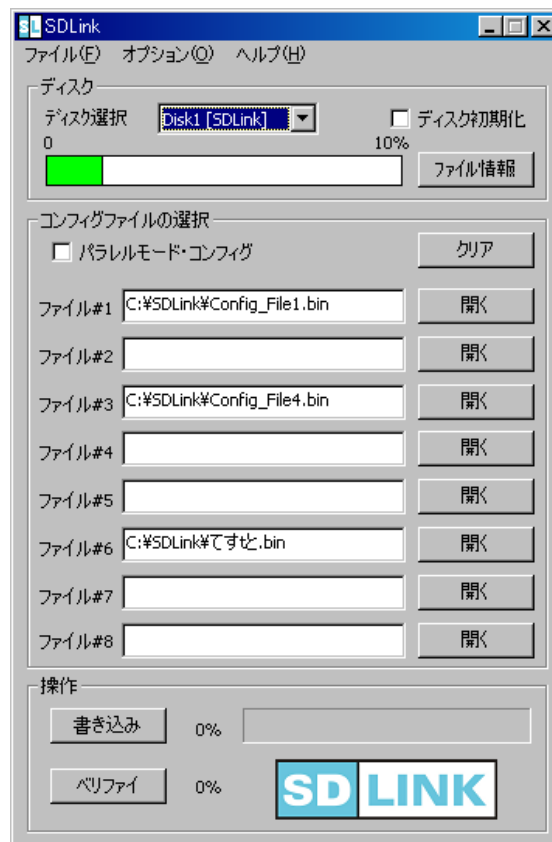 SDLink
ファイル(F) オプション(O) ヘルプ(H)
ディスク
ディスク選択 Disk1 [SDLink] ディスク初期化
0 10%
ファイル情報
コンフィグファイルの選択
パラレルモード・コンフィグ クリア
ファイル#1 C:¥SDLink¥Config_File1.bin 開く
ファイル#2 開く
ファイル#3 C:¥SDLink¥Config_File4.bin 開く
ファイル#4 開く
ファイル#5 開く
ファイル#6 C:¥SDLink¥てすと.bin 開く
ファイル#7 開く
ファイル#8 開く
操作
書き込み 0%
ベリファイ 0%
SD LINK